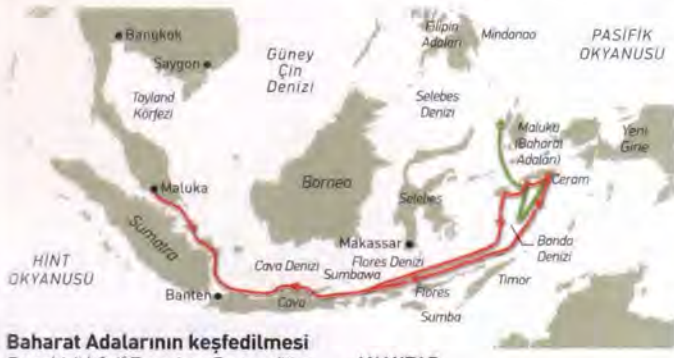 Bangkok
Saygon
Tayland
Körfezi
Güney
Çin
Denizi
Filipin
Adaları
Mindanao
PASİFİK
OKYANUSU
Selebes
Denizi
Maluku
(Baharat
Adaları)
Yeni
Gine
Ceram
Maluka
Borneo
Selebes
Sumatra
Makassar
Banda
Denizi
HİNT
OKYANUSU
Cava Denizi
Flores Denizi
Sumbawa
Timor
Banten
Cava
Flores
Sumba
Baharat Adalarının keşfedilmesi